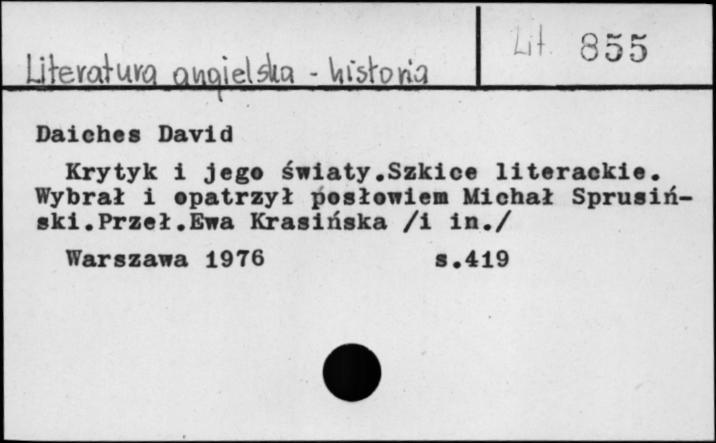 Lit. 855
Literatura angielska - historia
Daiches David
Krytyk i jego światy.Szkice literackie.
Wybrał i opatrzył posłowiem Michał Sprusiń-
ski.Przeł.Ewa Krasińska /i in./
Warszawa 1976 s.419